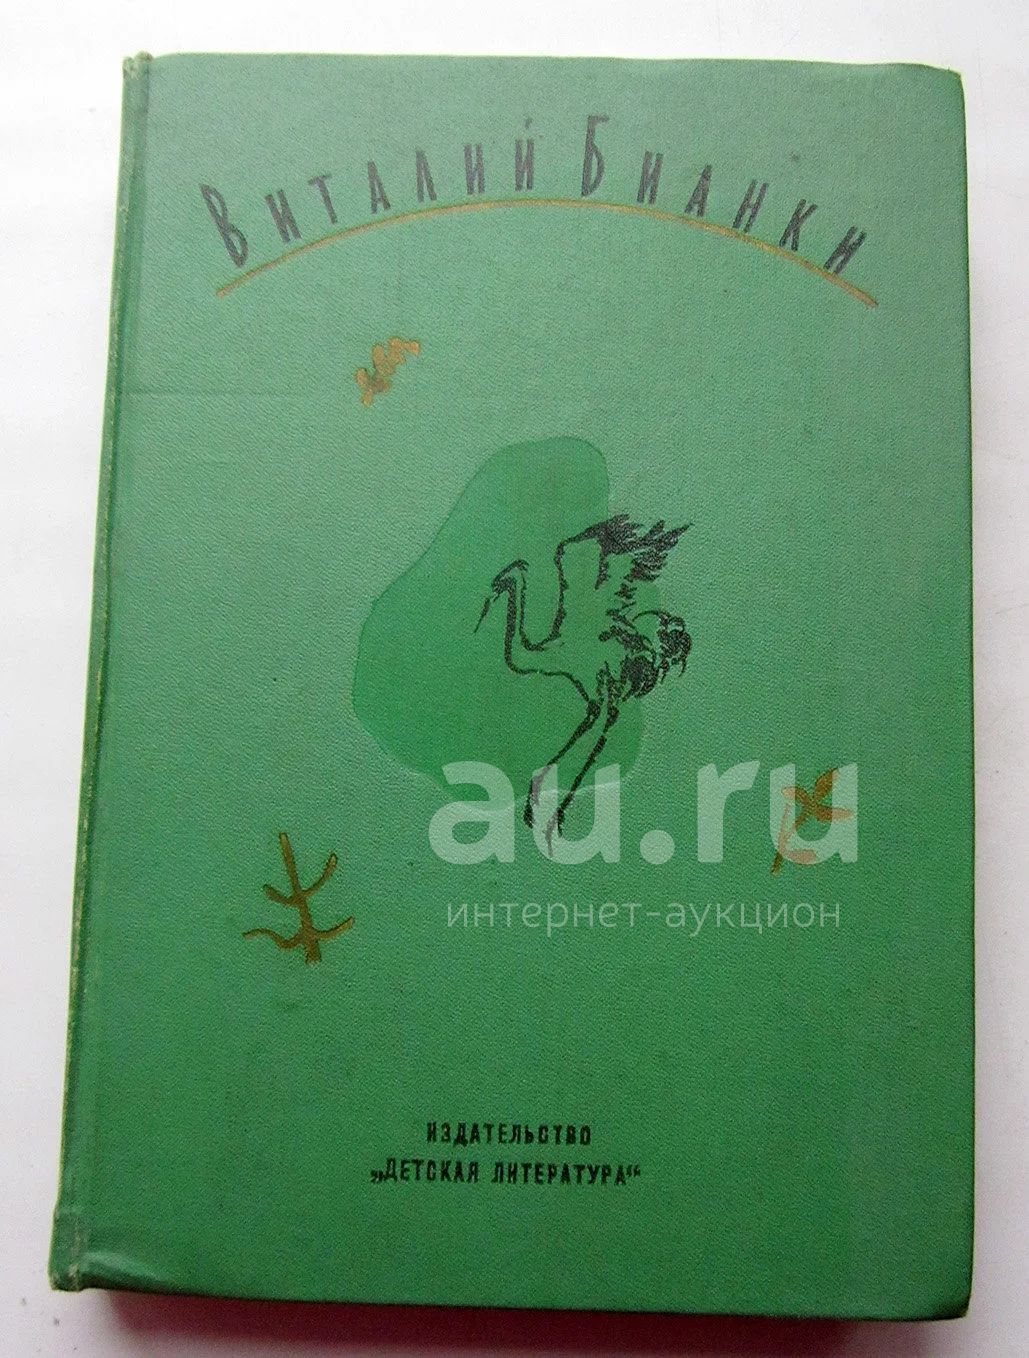 Виталий Бианки
au.ru
интернет-аукцион
ИЗДАТЕЛЬСТВО
„ДЕТСКАЯ ЛИТЕРАТУРА“